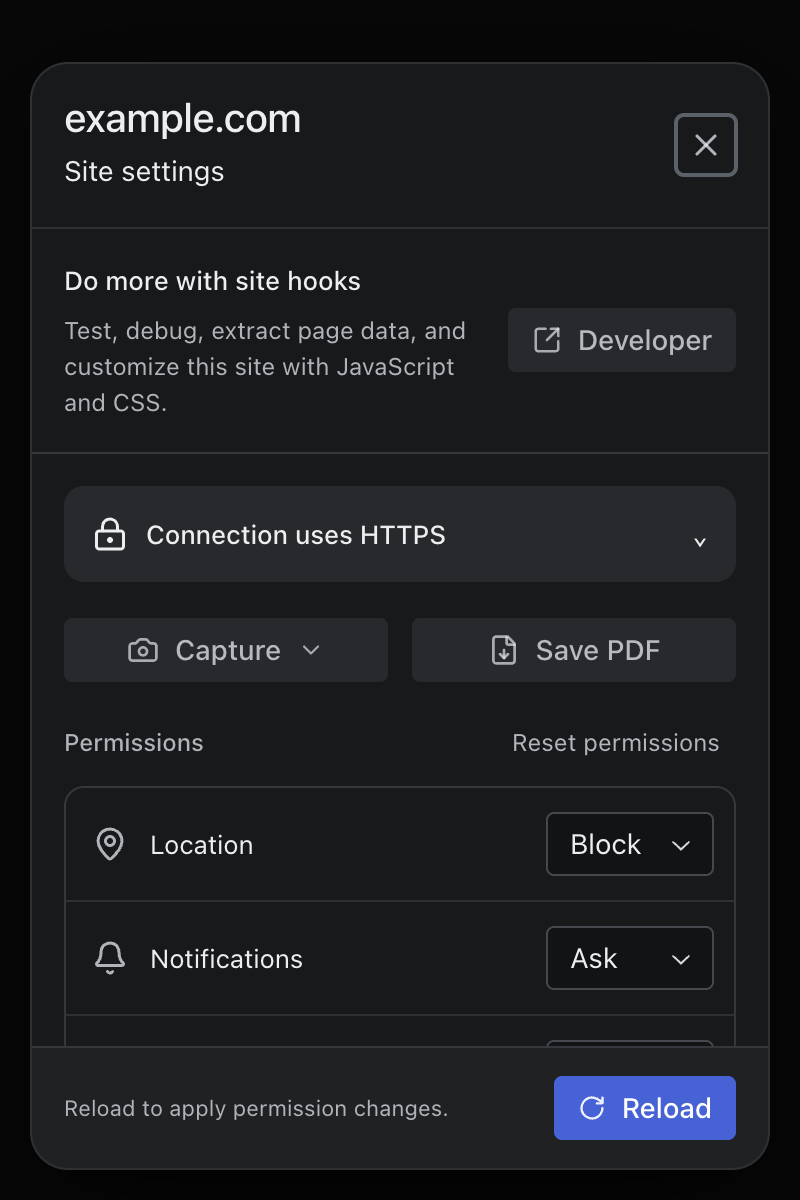 example.com
Site settings
Do more with site hooks
Test, debug, extract page data, and
customize this site with JavaScript
and CSS.
Developer
Connection uses HTTPS
Capture
Save PDF
Permissions
Reset permissions
Location
Block
Notifications
Ask
Reload to apply permission changes.
Reload